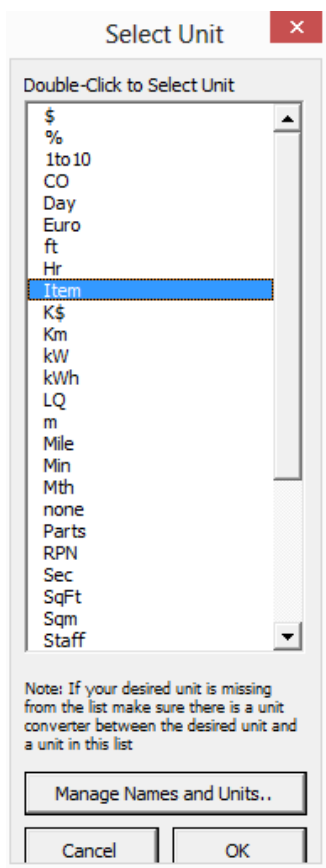 Select Unit
Double-Click to Select Unit
$
%
1to10
CO
Day
Euro
ft
Hr
Item
K$
Km
kW
kWh
LQ
m
Mile
Min
Mth
none
Parts
RPN
Sec
SqFt
Sqm
Staff
Note: If your desired unit is missing
from the list make sure there is a unit
converter between the desired unit and
a unit in this list
Manage Names and Units..
Cancel OK